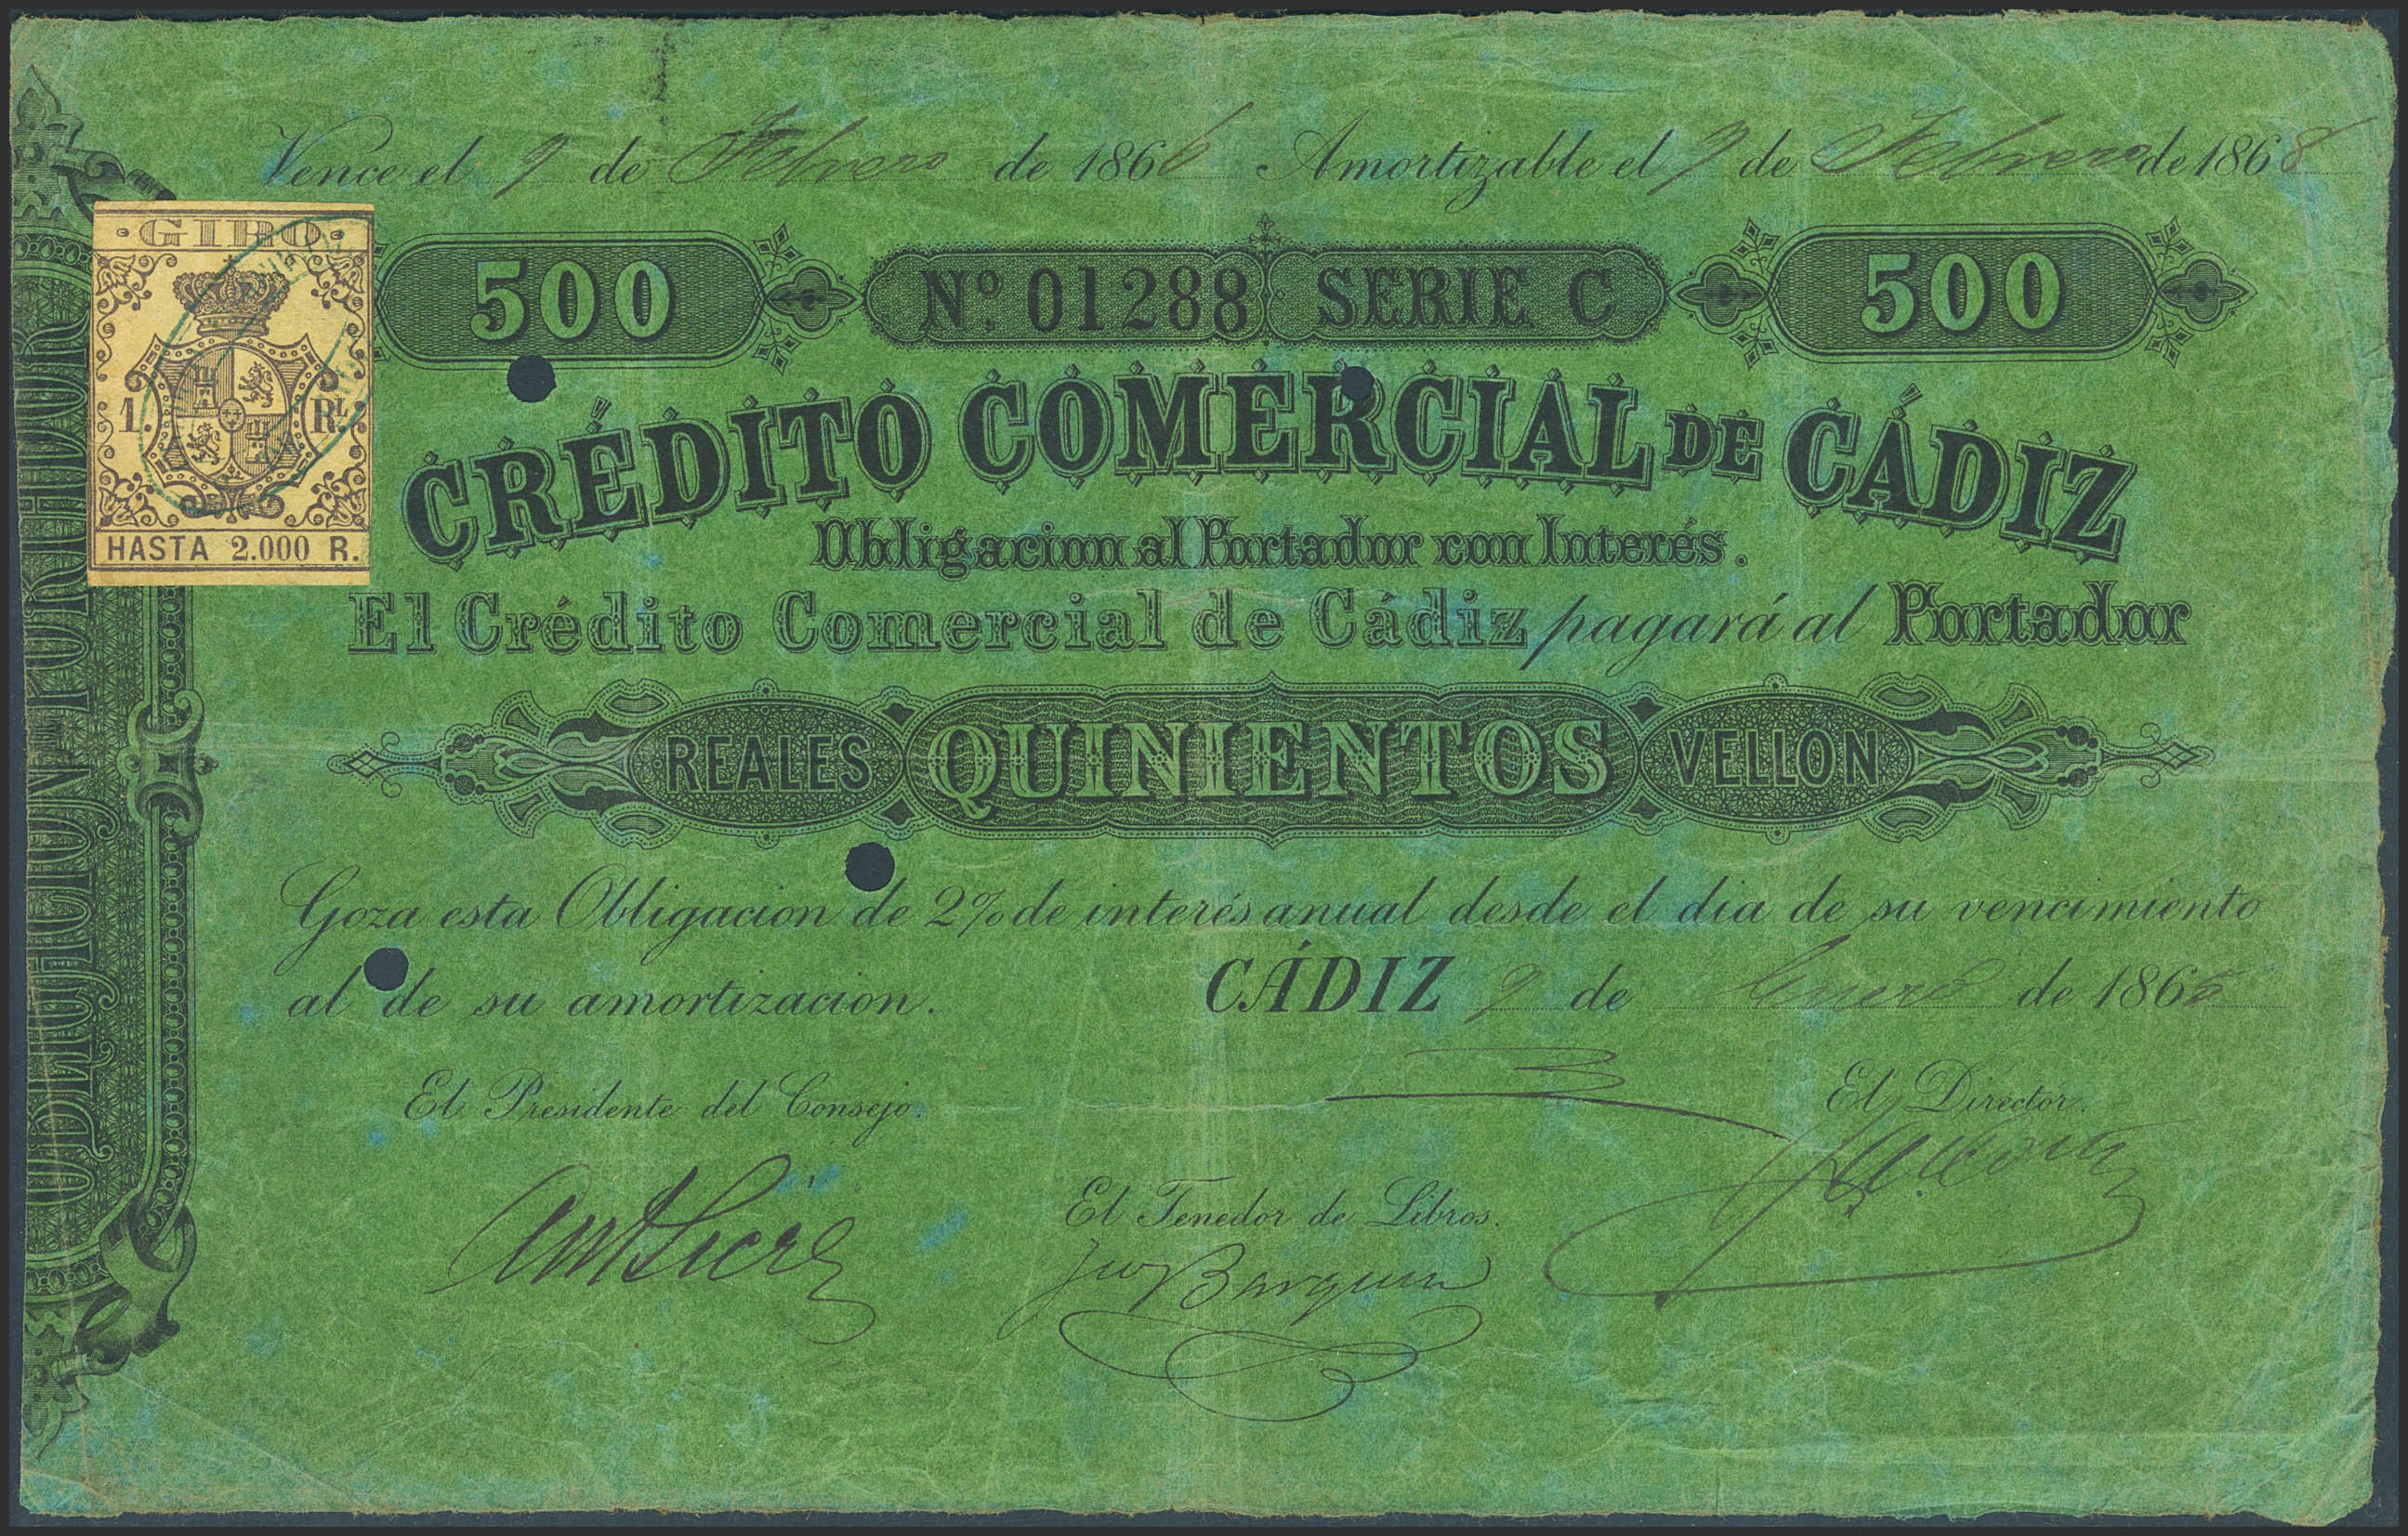 Vence el 9 de Febrero de 1866 Amortizable el 9 de Febrero de 1868
GIRO
1. RL.
HASTA 2.000 R.
500 Nº. 01288 SERIE C 500
CRÉDITO COMERCIAL DE CÁDIZ
Obligacion al Portador con Interés.
El Crédito Comercial de Cádiz pagará al Portador
REALES QUINIENTOS VELLON
Goza esta Obligacion de 2% de interés anual desde el dia de su vencimiento
al de su amortizacion. CÁDIZ 9 de Enero de 1866
El Presidente del Consejo. El Director.
El Tenedor de Libros.
Barquin
OBLIGACION PORTADOR